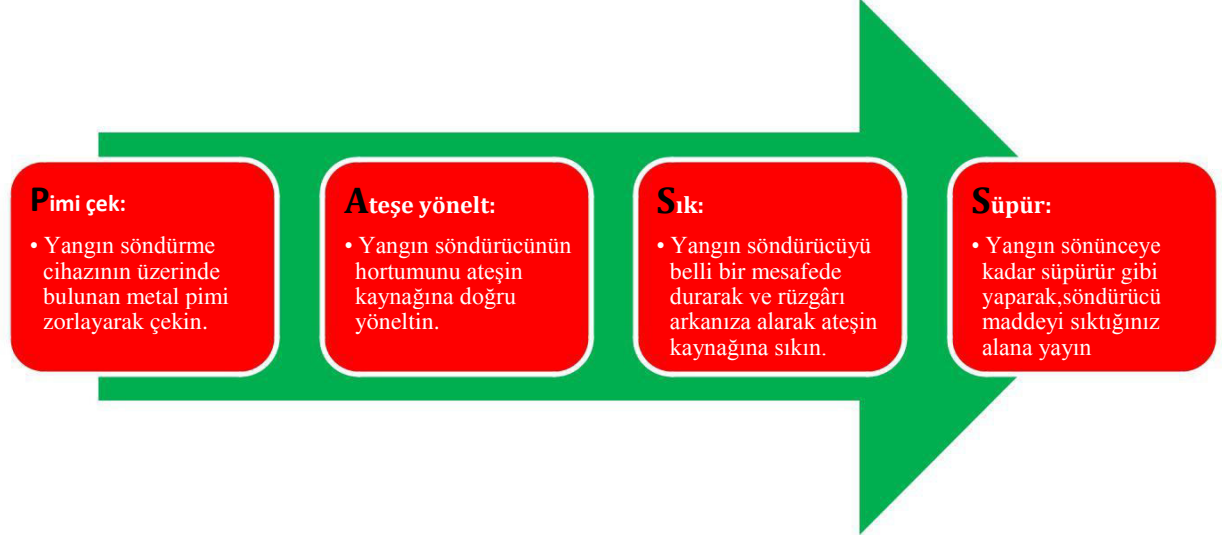 Pimi çek:
• Yangın söndürme
cihazının üzerinde
bulunan metal pimi
zorlayarak çekin.
Ateşe yönelt:
• Yangın söndürücünün
hortumunu ateşin
kaynağına doğru
yöneltin.
Sık:
• Yangın söndürücüyü
belli bir mesafede
durarak ve rüzgârı
arkanıza alarak ateşin
kaynağına sıkın.
Süpür:
• Yangın sönünceye
kadar süpürür gibi
yaparak,söndürücü
maddeyi sıktığınız
alana yayın